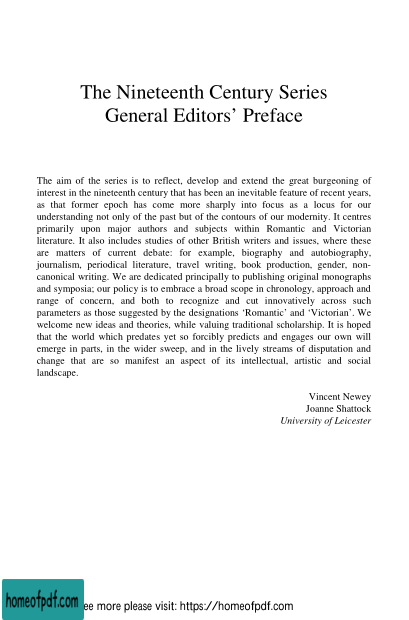 The Nineteenth Century Series
General Editors’ Preface
The aim of the series is to reflect, develop and extend the great burgeoning of
interest in the nineteenth century that has been an inevitable feature of recent years,
as that former epoch has come more sharply into focus as a locus for our
understanding not only of the past but of the contours of our modernity. It centres
primarily upon major authors and subjects within Romantic and Victorian
literature. It also includes studies of other British writers and issues, where these
are matters of current debate: for example, biography and autobiography,
journalism, periodical literature, travel writing, book production, gender, non-
canonical writing. We are dedicated principally to publishing original monographs
and symposia; our policy is to embrace a broad scope in chronology, approach and
range of concern, and both to recognize and cut innovatively across such
parameters as those suggested by the designations ‘Romantic’ and ‘Victorian’. We
welcome new ideas and theories, while valuing traditional scholarship. It is hoped
that the world which predates yet so forcibly predicts and engages our own will
emerge in parts, in the wider sweep, and in the lively streams of disputation and
change that are so manifest an aspect of its intellectual, artistic and social
landscape.
Vincent Newey
Joanne Shattock
University of Leicester
homeofpdf.com
ee more please visit: https://homeofpdf.com